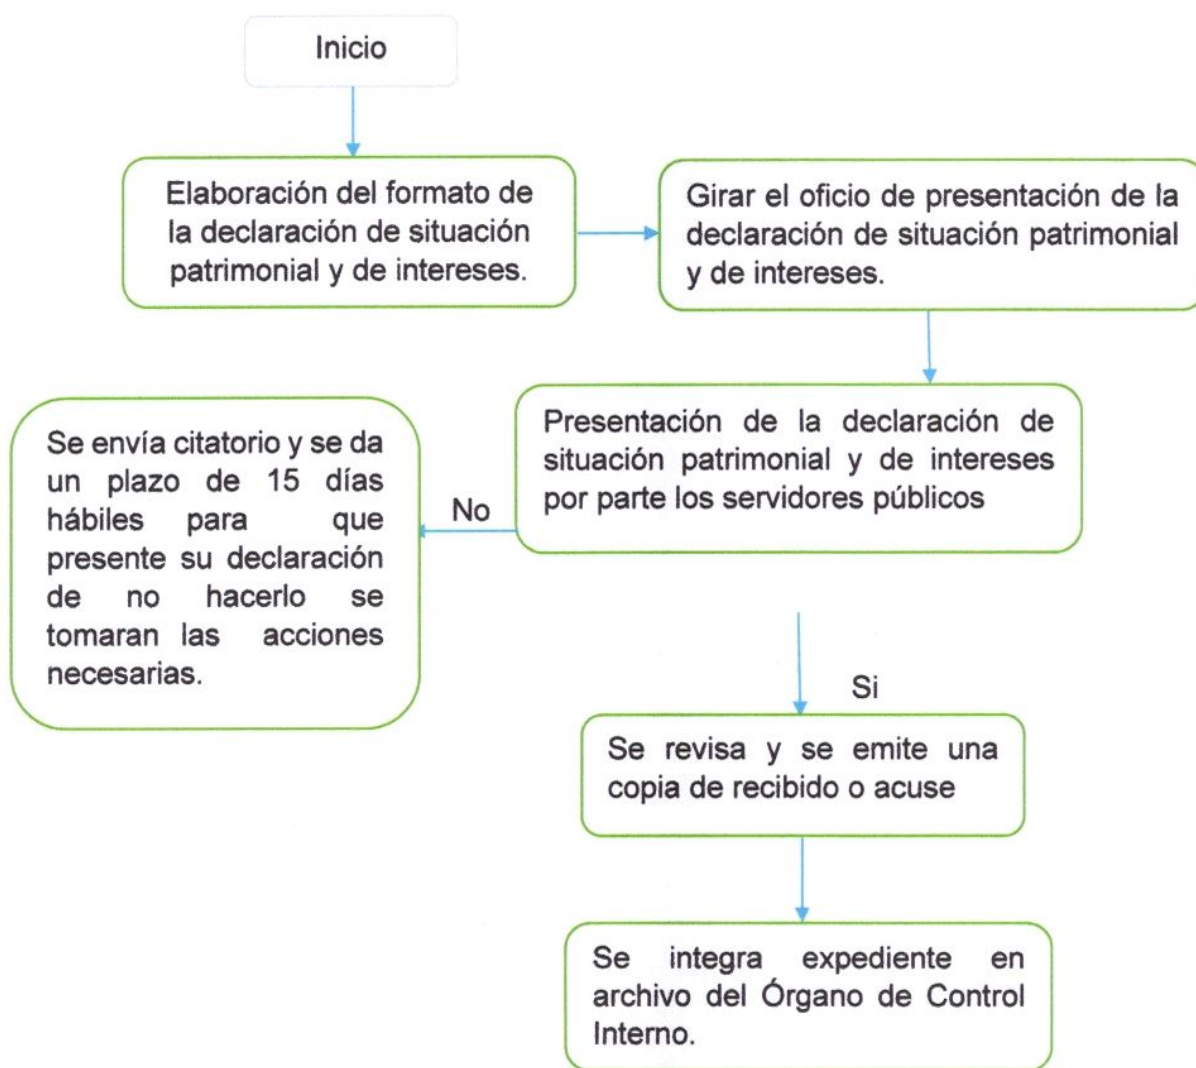 Inicio
Elaboración del formato de
la declaración de situación
patrimonial y de intereses.
Girar el oficio de presentación de la
declaración de situación patrimonial
y de intereses.
Presentación de la declaración de
situación patrimonial y de intereses
por parte los servidores públicos
No
Se envía citatorio y se da
un plazo de 15 días
hábiles para que
presente su declaración
de no hacerlo se
tomaran las acciones
necesarias.
Si
Se revisa y se emite una
copia de recibido o acuse
Se integra expediente en
archivo del Órgano de Control
Interno.